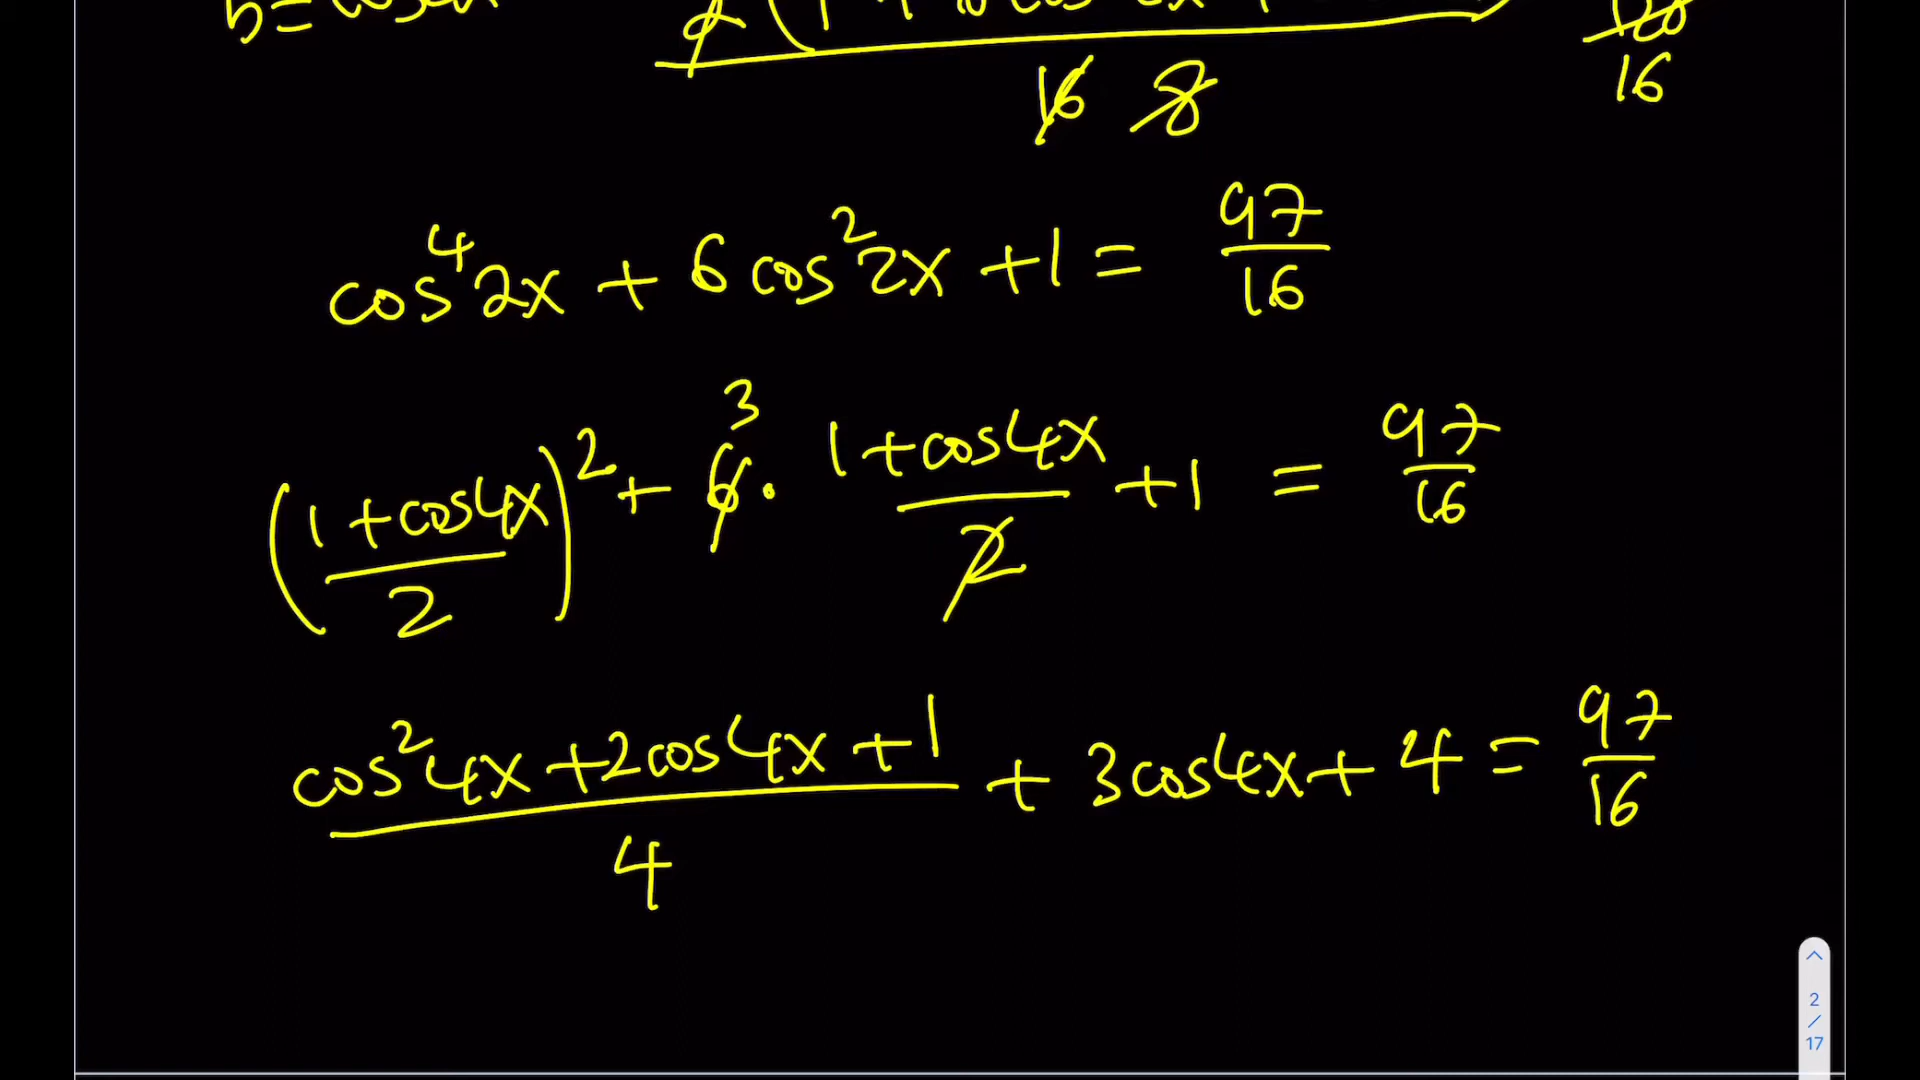 16 8 16
cos⁴2x + 6 cos²2x + 1 = 97/16
((1 + cos4x)/2)² + 6 3 · (1 + cos4x)/2 + 1 = 97/16
(cos²4x + 2cos4x + 1)/4 + 3cos4x + 4 = 97/16
2
/
17